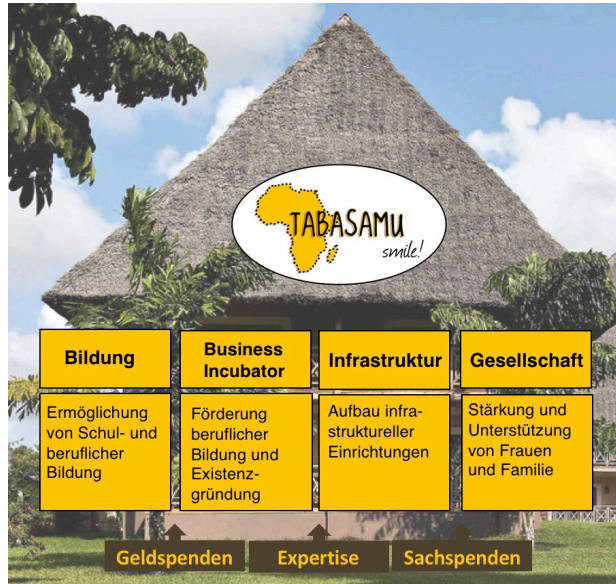 TABASAMU
smile!
Bildung
Business
Incubator
Infrastruktur
Gesellschaft
Ermöglichung
von Schul- und
beruflicher
Bildung
Förderung
beruflicher
Bildung und
Existenz-
gründung
Aufbau infra-
struktureller
Einrichtungen
Stärkung und
Unterstützung
von Frauen
und Familie
Geldspenden
Expertise
Sachspenden